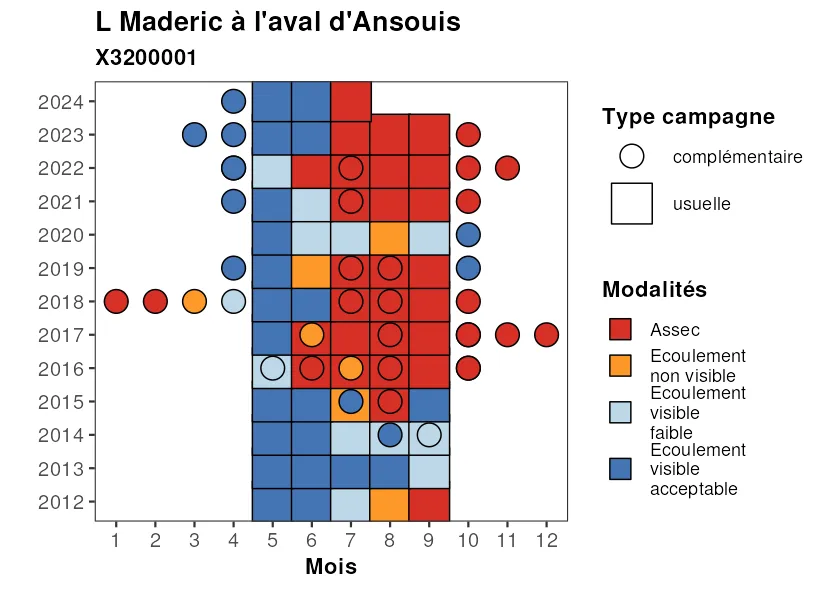 L Maderic à l'aval d'Ansouis
X3200001
2024
2023
2022
2021
2020
2019
2018
2017
2016
2015
2014
2013
2012
1 2 3 4 5 6 7 8 9 10 11 12
Mois
Type campagne
complémentaire
usuelle
Modalités
Assec
Ecoulement
non visible
Ecoulement
visible
faible
Ecoulement
visible
acceptable